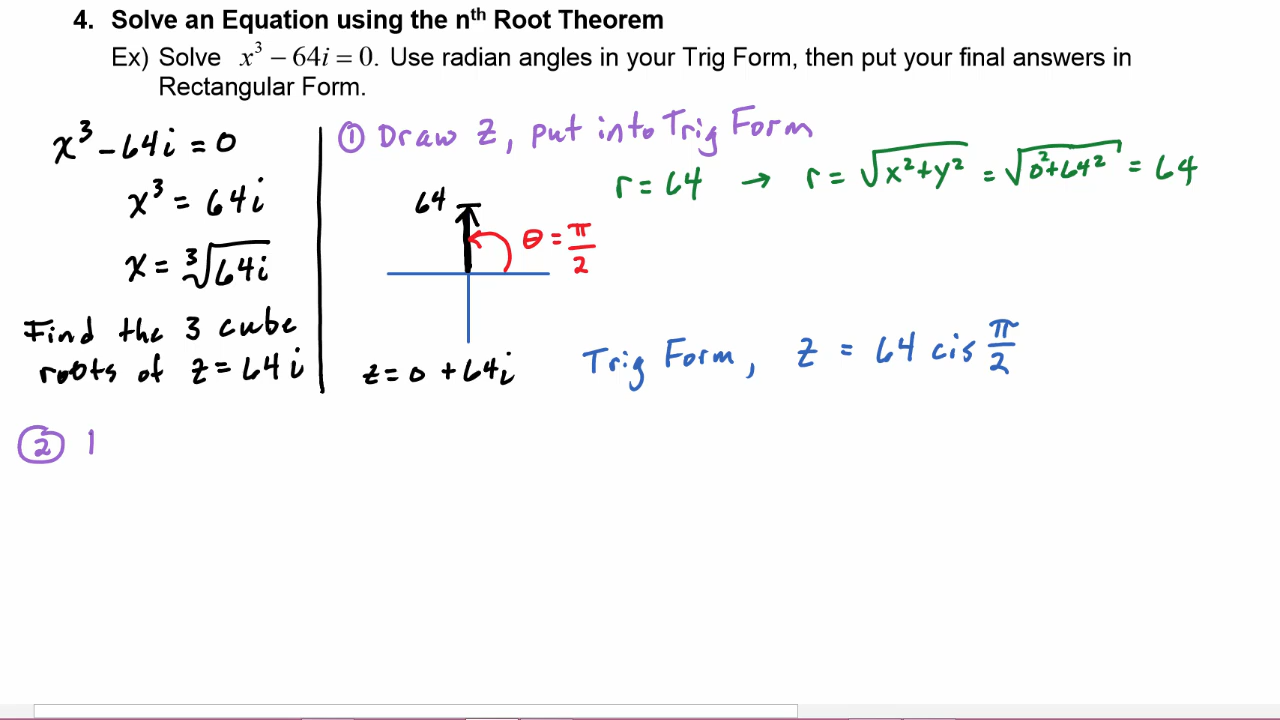 4. Solve an Equation using the nth Root Theorem
Ex) Solve x³ − 64i = 0. Use radian angles in your Trig Form, then put your final answers in
Rectangular Form.
x³ − 64i = 0
x³ = 64i
x = ³√64i
Find the 3 cube
roots of z = 64i
① Draw z, put into Trig Form
r = 64 → r = √x²+y² = √0²+64² = 64
64
θ = π/2
z = 0 + 64i
Trig Form, z = 64 cis π/2
②